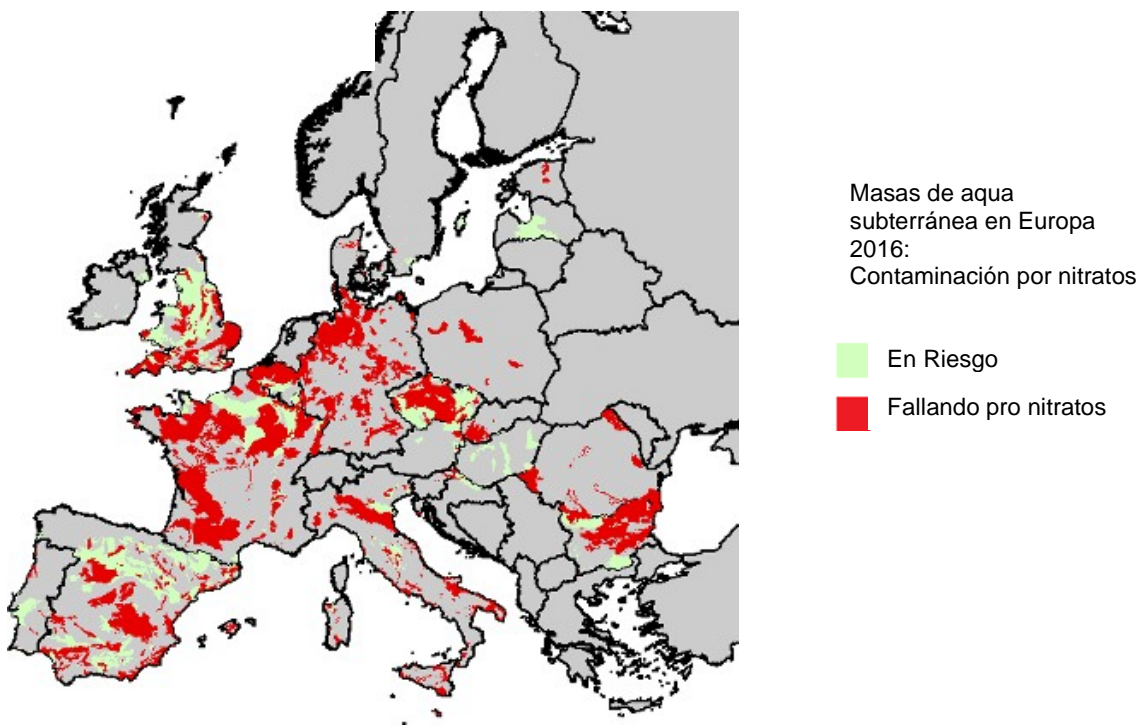 Masas de aqua
subterránea en Europa
2016:
Contaminación por nitratos
En Riesgo
Fallando pro nitratos